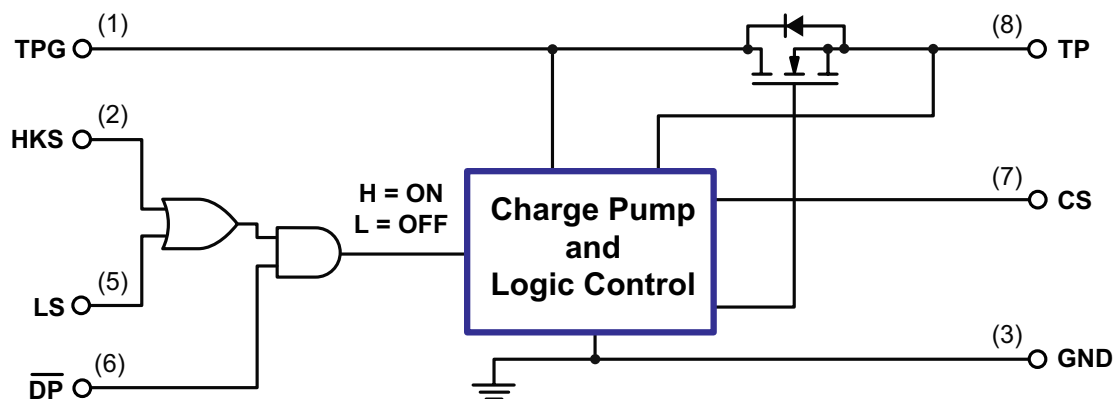 (1)
TPG
(8)
TP
(2)
HKS
H = ON
L = OFF
Charge Pump
and
Logic Control
(7)
CS
(5)
LS
(6)
D̅P̅
(3)
GND